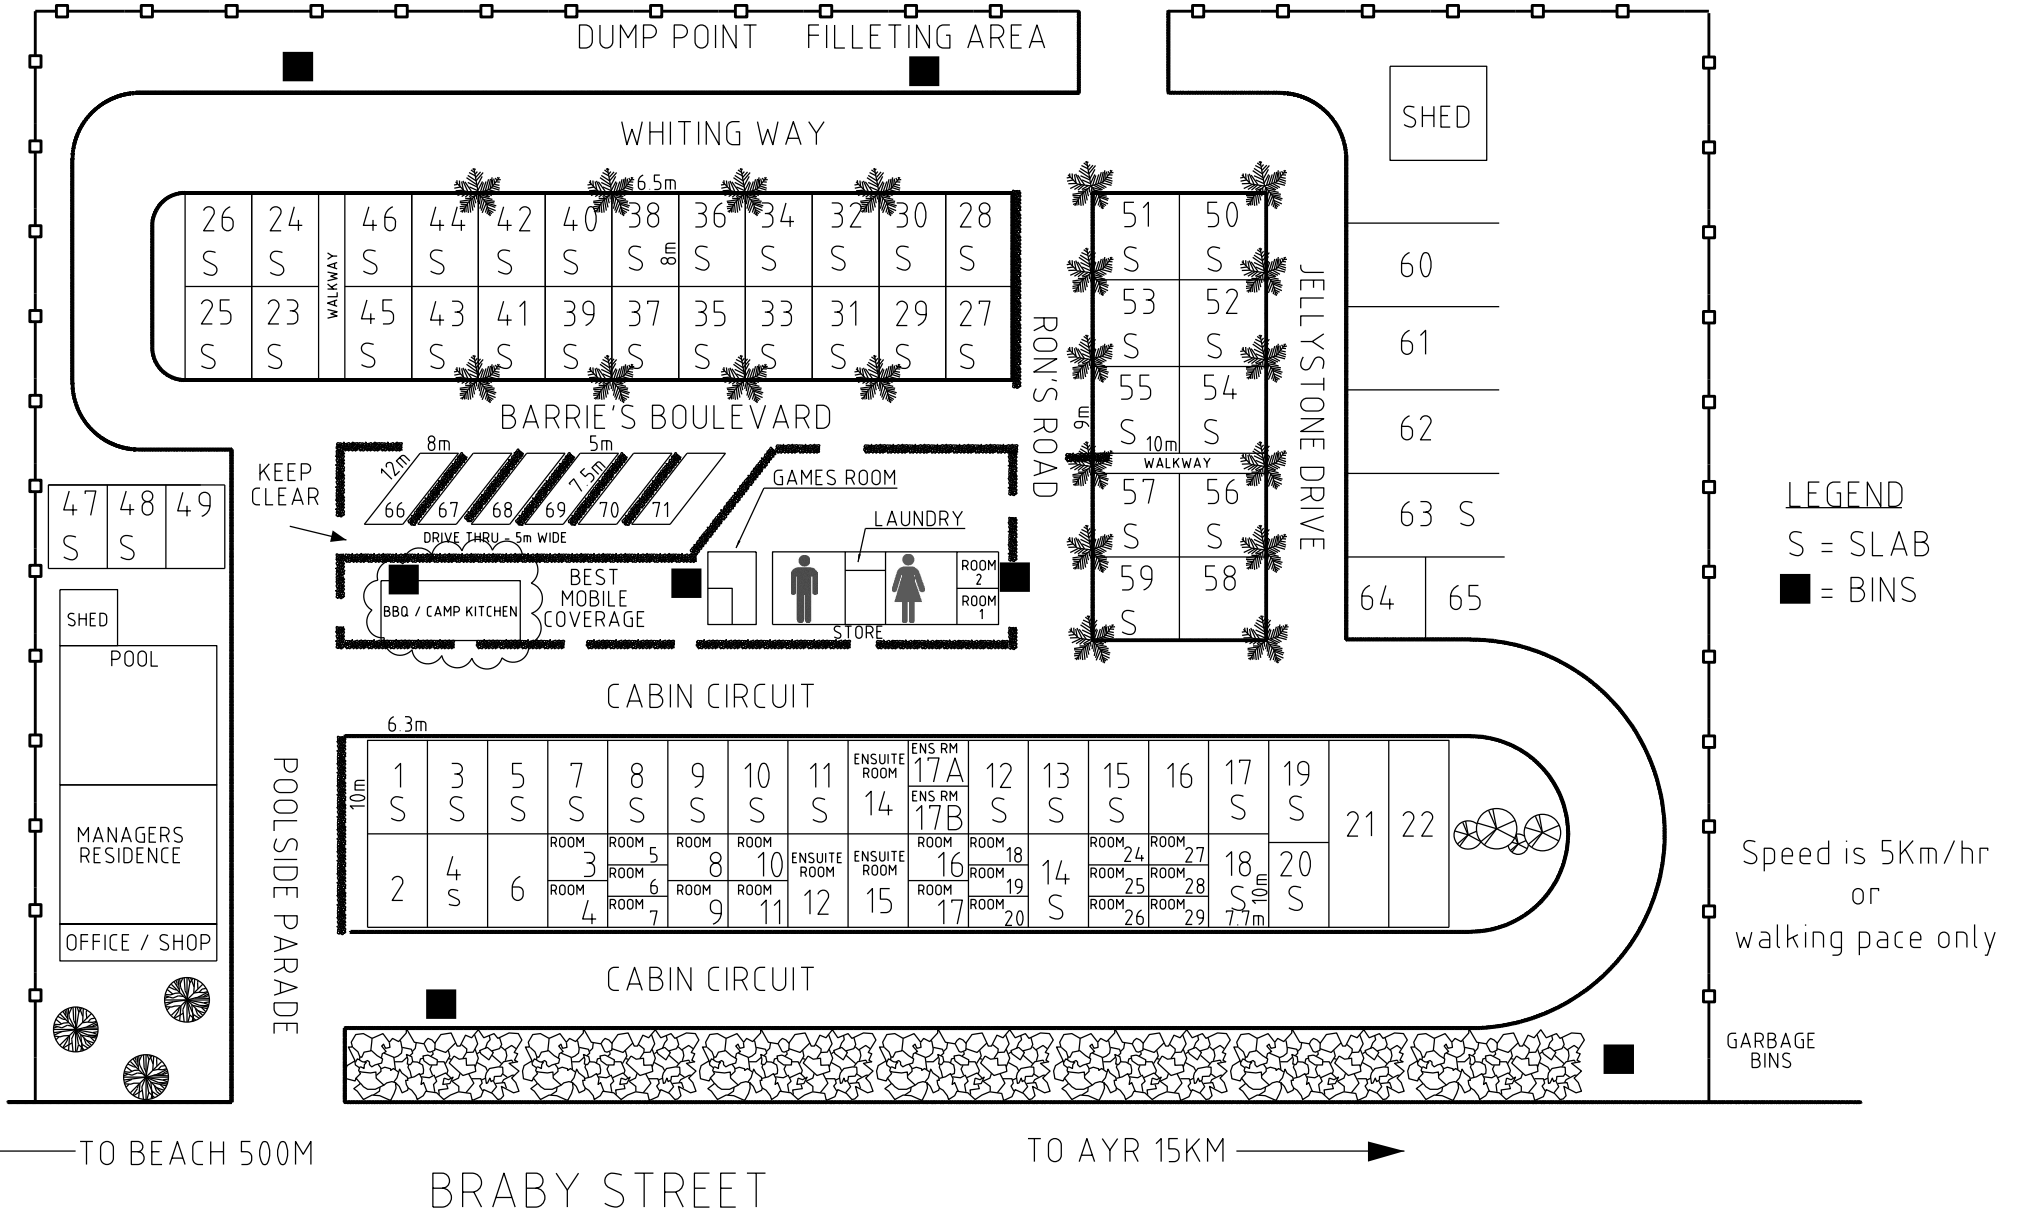 DUMP POINT FILLETING AREA
SHED
WHITING WAY
6.5m
26 24 46 44 42 40 38 36 34 32 30 28
S S S S S S S S S S S S
8m
WALKWAY
25 23 45 43 41 39 37 35 33 31 29 27
S S S S S S S S S S S S
BARRIE'S BOULEVARD
RON'S ROAD
51 50
S S
53 52
S S
55 54
S S
9m
10m
WALKWAY
57 56
S S
59 58
S
JELLYSTONE DRIVE
60
61
62
63 S
64 65
KEEP
CLEAR
8m
5m
12m
7.5m
66 67 68 69 70 71
DRIVE THRU - 5m WIDE
GAMES ROOM
LAUNDRY
BEST
MOBILE
COVERAGE
BBQ / CAMP KITCHEN
ROOM
2
ROOM
1
STORE
47 48 49
S S
SHED
POOL
MANAGERS
RESIDENCE
OFFICE / SHOP
POOLSIDE PARADE
LEGEND
S = SLAB
= BINS
CABIN CIRCUIT
6.3m
10m
1 3 5 7 8 9 10 11
S S S S S S S S
ENSUITE
ROOM
14
ENS RM
17A
ENS RM
17B
12 13 15 16 17 19
S S S S S
21 22
2
4
S
6
ROOM
3
ROOM
4
ROOM
5
ROOM
6
ROOM
7
ROOM
8
ROOM
9
ROOM
10
ROOM
11
ENSUITE
ROOM
12
ENSUITE
ROOM
15
ROOM
16
ROOM
17
ROOM
18
ROOM
19
ROOM
20
14
S
ROOM
24
ROOM
25
ROOM
26
ROOM
27
ROOM
28
ROOM
29
18
S
10m
7.7m
20
S
Speed is 5Km/hr
or
walking pace only
CABIN CIRCUIT
GARBAGE
BINS
TO BEACH 500M
TO AYR 15KM
BRABY STREET